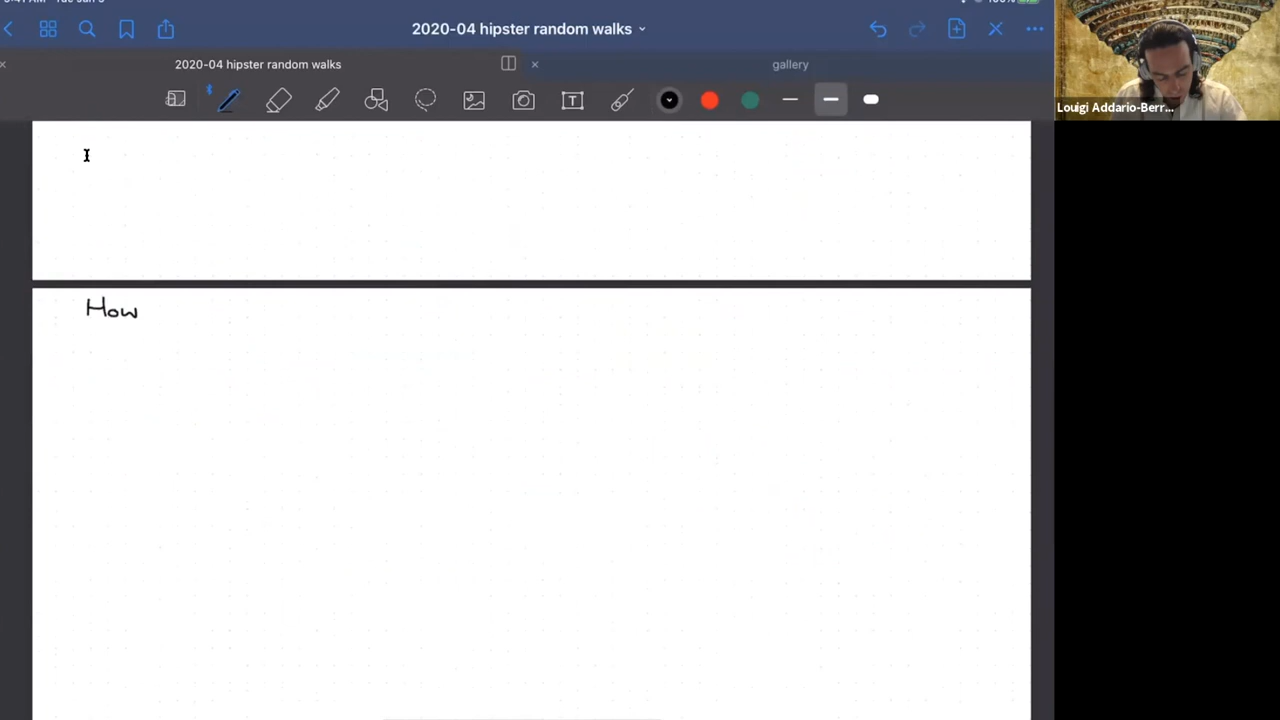 2020-04 hipster random walks
2020-04 hipster random walks
gallery
T
How
Louigi Addario-Berr...